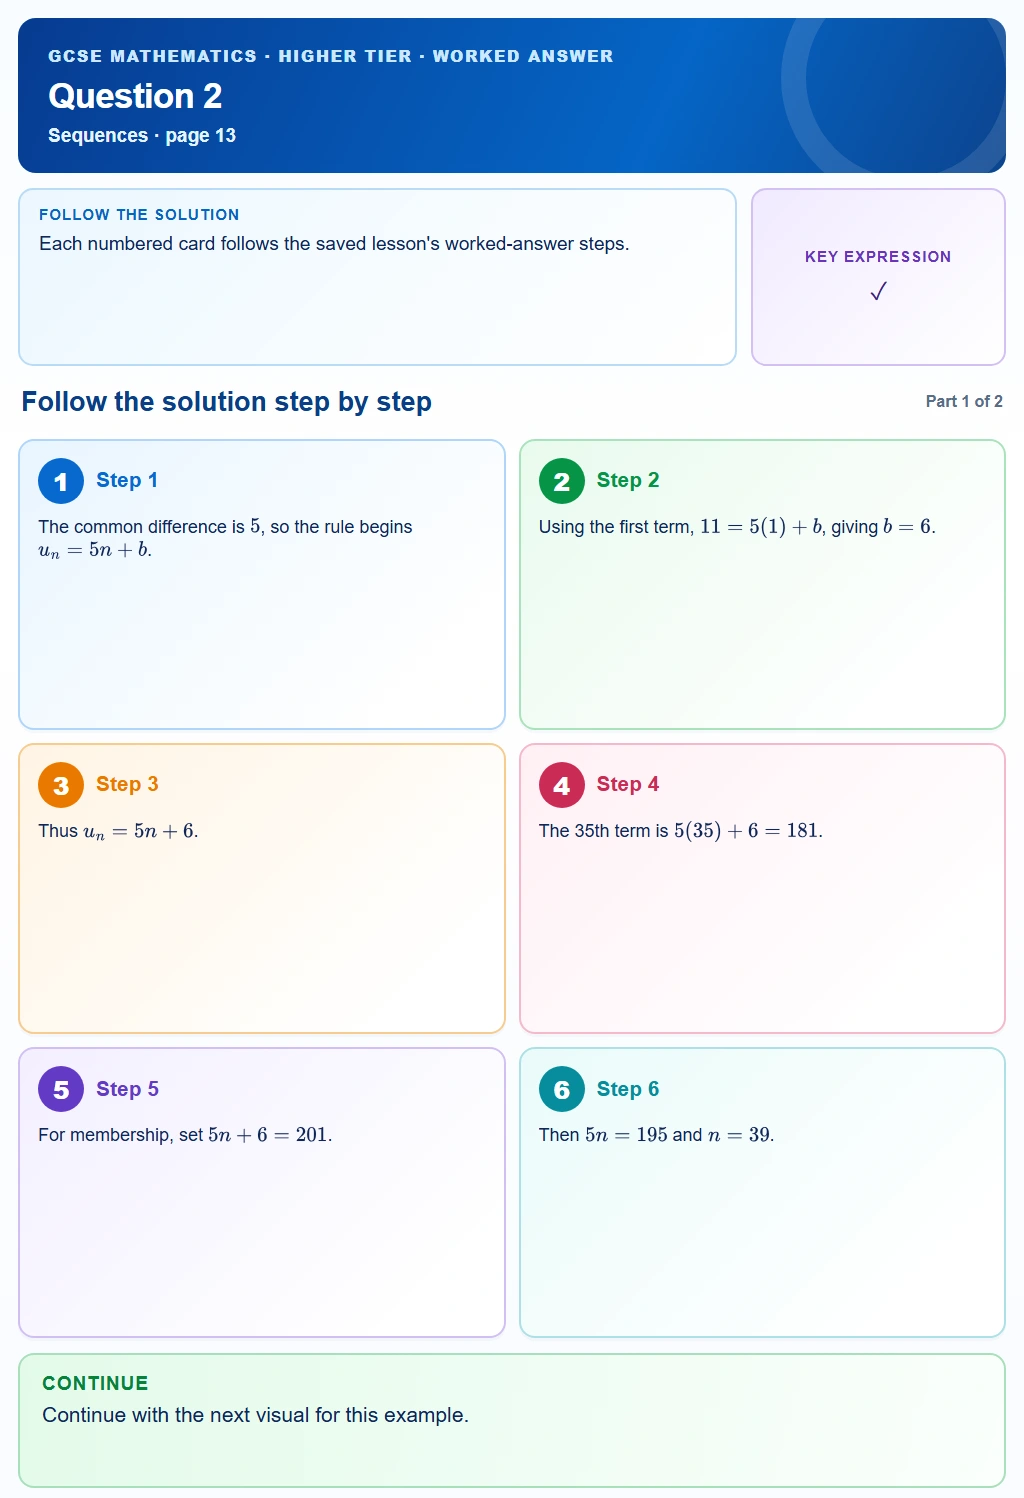 GCSE MATHEMATICS · HIGHER TIER · WORKED ANSWER
Question 2
Sequences · page 13
FOLLOW THE SOLUTION
Each numbered card follows the saved lesson's worked-answer steps.
KEY EXPRESSION
✓
Follow the solution step by step
Part 1 of 2
1 Step 1
The common difference is 5, so the rule begins
uₙ = 5n + b.
2 Step 2
Using the first term, 11 = 5(1) + b, giving b = 6.
3 Step 3
Thus uₙ = 5n + 6.
4 Step 4
The 35th term is 5(35) + 6 = 181.
5 Step 5
For membership, set 5n + 6 = 201.
6 Step 6
Then 5n = 195 and n = 39.
CONTINUE
Continue with the next visual for this example.